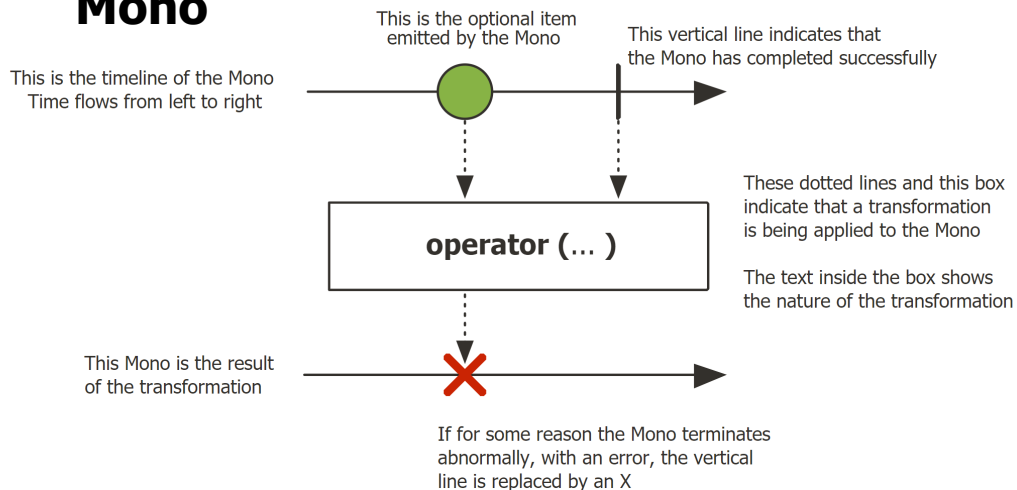 Mono
This is the optional item
emitted by the Mono
This vertical line indicates that
the Mono has completed successfully
This is the timeline of the Mono
Time flows from left to right
These dotted lines and this box
indicate that a transformation
is being applied to the Mono
operator (... )
The text inside the box shows
the nature of the transformation
This Mono is the result
of the transformation
If for some reason the Mono terminates
abnormally, with an error, the vertical
line is replaced by an X